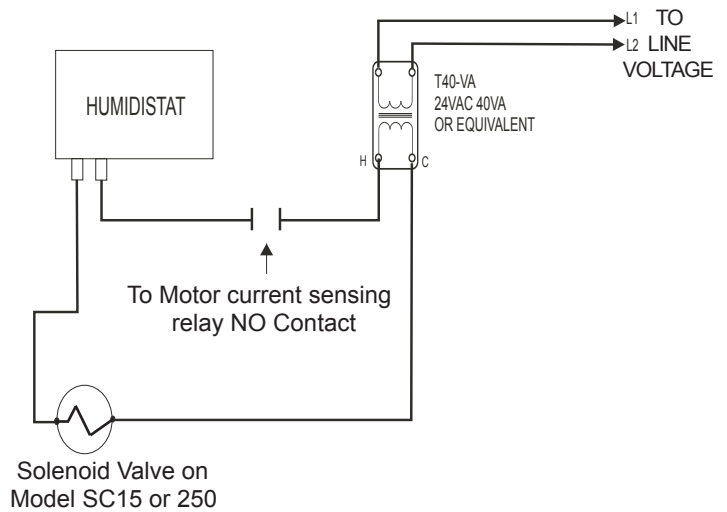 L1 TO
L2 LINE
VOLTAGE
T40-VA
24VAC 40VA
OR EQUIVALENT
HUMIDISTAT
H
C
To Motor current sensing
relay NO Contact
Solenoid Valve on
Model SC15 or 250